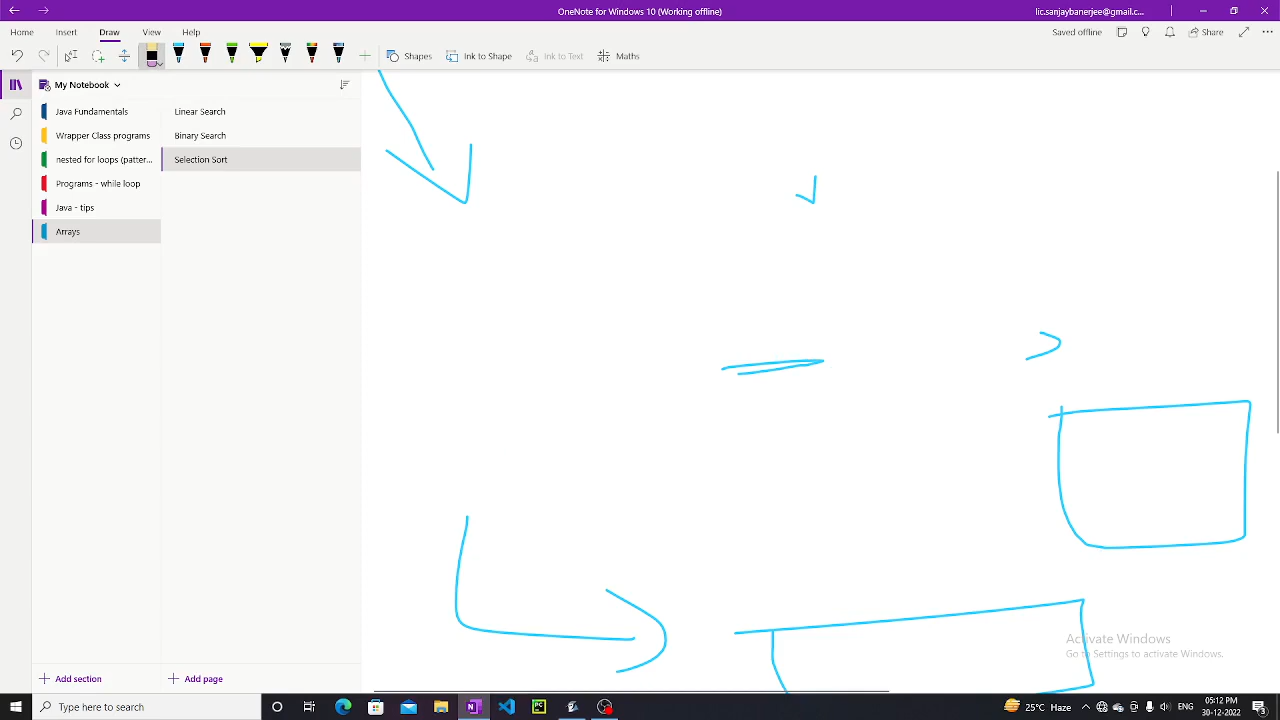 OneNote for Windows 10 (Working offline)
lic.sanjaybanerjee@gmail.c...
Home Insert Draw View Help
Saved offline
Share
Shapes
Ink to Shape
Ink to Text
Maths
My Notebook
Java Fundamentals
Wrapper Class programs
nested for loops (patter...
Programs - while loop
Java - tips
Arrays
Linear Search
Binary Search
Selection Sort
Activate Windows
Go to Settings to activate Windows.
Add section
Add page
Type here to search
25°C Haze
ENG
05:12 PM
30-12-2022